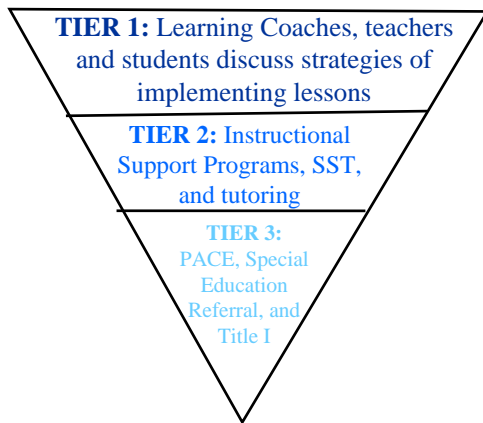 TIER 1: Learning Coaches, teachers
and students discuss strategies of
implementing lessons
TIER 2: Instructional
Support Programs, SST,
and tutoring
TIER 3:
PACE, Special
Education
Referral, and
Title I